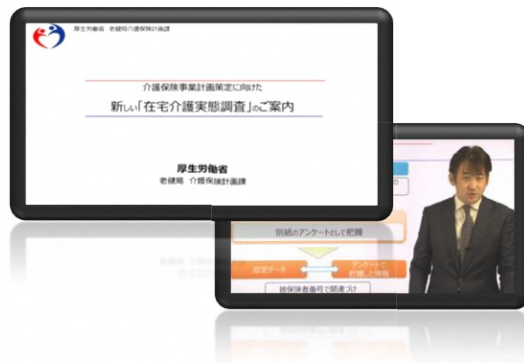 厚生労働省 老健局介護保険計画課
介護保険事業計画策定に向けた
新しい「在宅介護実態調査」のご案内
厚生労働省
老健局 介護保険計画課
別紙のアンケートとして把握
認定データ
アンケートで
把握した情報
被保険者番号で関連づけ